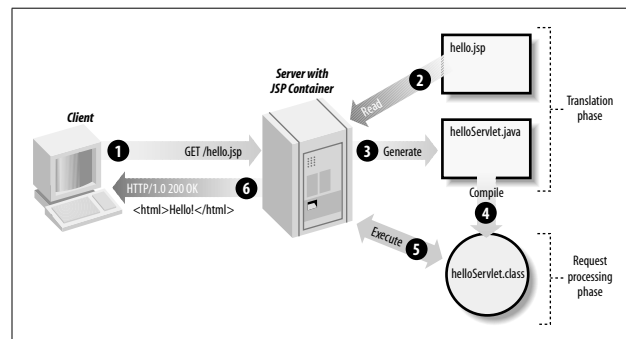 hello.jsp
Server with
JSP Container
2
Read
Translation
phase
Client
1
GET /hello.jsp
3
Generate
helloServlet.java
HTTP/1.0 200 OK
6
<html>Hello!</html>
Compile
4
Execute
5
helloServlet.class
Request
processing
phase